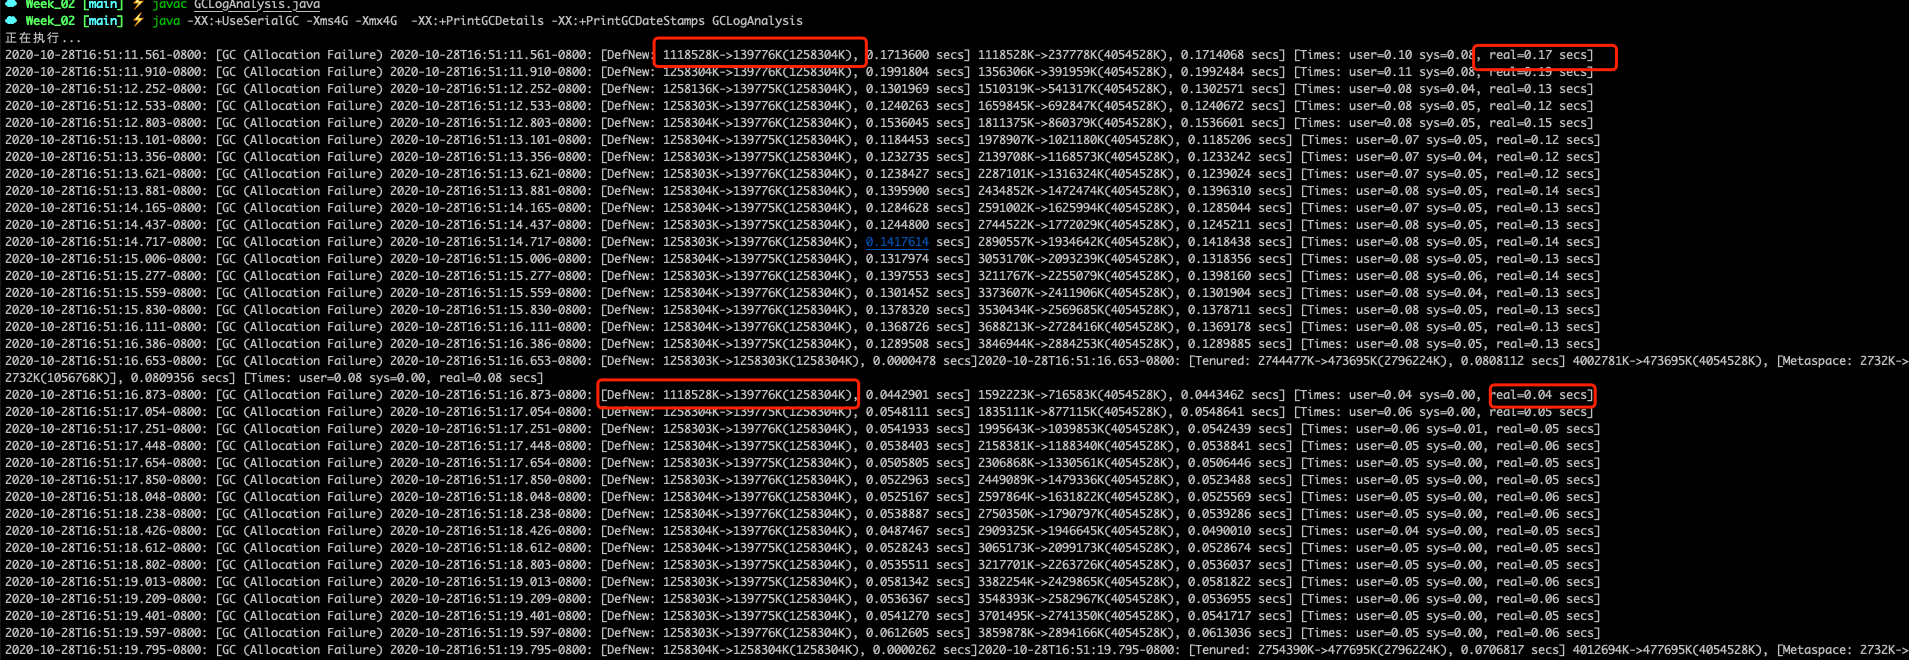 Week_02 [main] ⚡ javac GCLogAnalysis.java
Week_02 [main] ⚡ java -XX:+UseSerialGC -Xms4G -Xmx4G -XX:+PrintGCDetails -XX:+PrintGCDateStamps GCLogAnalysis
正在执行...
2020-10-28T16:51:11.561-0800: [GC (Allocation Failure) 2020-10-28T16:51:11.561-0800: [DefNew: 1118528K->139776K(1258304K), 0.1713600 secs] 1118528K->237778K(4054528K), 0.1714068 secs] [Times: user=0.10 sys=0.08, real=0.17 secs]
2020-10-28T16:51:11.910-0800: [GC (Allocation Failure) 2020-10-28T16:51:11.910-0800: [DefNew: 1258304K->139776K(1258304K), 0.1991804 secs] 1356306K->391959K(4054528K), 0.1992484 secs] [Times: user=0.11 sys=0.08, real=0.19 secs]
2020-10-28T16:51:12.252-0800: [GC (Allocation Failure) 2020-10-28T16:51:12.252-0800: [DefNew: 1258136K->139775K(1258304K), 0.1301969 secs] 1510319K->541317K(4054528K), 0.1302571 secs] [Times: user=0.08 sys=0.04, real=0.13 secs]
2020-10-28T16:51:12.533-0800: [GC (Allocation Failure) 2020-10-28T16:51:12.533-0800: [DefNew: 1258303K->139775K(1258304K), 0.1240263 secs] 1659845K->692847K(4054528K), 0.1240672 secs] [Times: user=0.08 sys=0.05, real=0.12 secs]
2020-10-28T16:51:12.803-0800: [GC (Allocation Failure) 2020-10-28T16:51:12.803-0800: [DefNew: 1258303K->139775K(1258304K), 0.1536045 secs] 1811375K->860379K(4054528K), 0.1536601 secs] [Times: user=0.08 sys=0.05, real=0.15 secs]
2020-10-28T16:51:13.101-0800: [GC (Allocation Failure) 2020-10-28T16:51:13.101-0800: [DefNew: 1258303K->139776K(1258304K), 0.1184453 secs] 1978907K->1021180K(4054528K), 0.1185206 secs] [Times: user=0.07 sys=0.05, real=0.12 secs]
2020-10-28T16:51:13.356-0800: [GC (Allocation Failure) 2020-10-28T16:51:13.356-0800: [DefNew: 1258304K->139776K(1258304K), 0.1232735 secs] 2139708K->1168573K(4054528K), 0.1233242 secs] [Times: user=0.07 sys=0.04, real=0.12 secs]
2020-10-28T16:51:13.621-0800: [GC (Allocation Failure) 2020-10-28T16:51:13.621-0800: [DefNew: 1258304K->139775K(1258304K), 0.1238427 secs] 2287101K->1316324K(4054528K), 0.1239024 secs] [Times: user=0.07 sys=0.05, real=0.12 secs]
2020-10-28T16:51:13.881-0800: [GC (Allocation Failure) 2020-10-28T16:51:13.881-0800: [DefNew: 1258303K->139776K(1258304K), 0.1395900 secs] 2434852K->1472474K(4054528K), 0.1396310 secs] [Times: user=0.08 sys=0.05, real=0.14 secs]
2020-10-28T16:51:14.165-0800: [GC (Allocation Failure) 2020-10-28T16:51:14.165-0800: [DefNew: 1258304K->139776K(1258304K), 0.1284628 secs] 2591002K->1625994K(4054528K), 0.1285044 secs] [Times: user=0.07 sys=0.05, real=0.13 secs]
2020-10-28T16:51:14.437-0800: [GC (Allocation Failure) 2020-10-28T16:51:14.437-0800: [DefNew: 1258304K->139775K(1258304K), 0.1244800 secs] 2744522K->1772029K(4054528K), 0.1245211 secs] [Times: user=0.08 sys=0.05, real=0.13 secs]
2020-10-28T16:51:14.717-0800: [GC (Allocation Failure) 2020-10-28T16:51:14.717-0800: [DefNew: 1258303K->139776K(1258304K), 0.1417614 secs] 2890557K->1934642K(4054528K), 0.1418438 secs] [Times: user=0.08 sys=0.05, real=0.14 secs]
2020-10-28T16:51:15.006-0800: [GC (Allocation Failure) 2020-10-28T16:51:15.006-0800: [DefNew: 1258303K->139776K(1258304K), 0.1317974 secs] 3053170K->2093239K(4054528K), 0.1318356 secs] [Times: user=0.08 sys=0.05, real=0.13 secs]
2020-10-28T16:51:15.277-0800: [GC (Allocation Failure) 2020-10-28T16:51:15.277-0800: [DefNew: 1258304K->139776K(1258304K), 0.1397553 secs] 3211767K->2255079K(4054528K), 0.1398160 secs] [Times: user=0.08 sys=0.06, real=0.14 secs]
2020-10-28T16:51:15.559-0800: [GC (Allocation Failure) 2020-10-28T16:51:15.559-0800: [DefNew: 1258304K->139776K(1258304K), 0.1301452 secs] 3373607K->2411906K(4054528K), 0.1301904 secs] [Times: user=0.08 sys=0.04, real=0.13 secs]
2020-10-28T16:51:15.830-0800: [GC (Allocation Failure) 2020-10-28T16:51:15.830-0800: [DefNew: 1258304K->139776K(1258304K), 0.1378320 secs] 3530434K->2569685K(4054528K), 0.1378711 secs] [Times: user=0.08 sys=0.05, real=0.13 secs]
2020-10-28T16:51:16.111-0800: [GC (Allocation Failure) 2020-10-28T16:51:16.111-0800: [DefNew: 1258304K->139776K(1258304K), 0.1368726 secs] 3688213K->2728416K(4054528K), 0.1369178 secs] [Times: user=0.08 sys=0.05, real=0.13 secs]
2020-10-28T16:51:16.386-0800: [GC (Allocation Failure) 2020-10-28T16:51:16.386-0800: [DefNew: 1258304K->139775K(1258304K), 0.1289508 secs] 3846944K->2884253K(4054528K), 0.1289885 secs] [Times: user=0.08 sys=0.05, real=0.13 secs]
2020-10-28T16:51:16.653-0800: [GC (Allocation Failure) 2020-10-28T16:51:16.653-0800: [DefNew: 1258303K->1258303K(1258304K), 0.0000478 secs]2020-10-28T16:51:16.653-0800: [Tenured: 2744477K->473695K(2796224K), 0.0808112 secs] 4002781K->473695K(4054528K), [Metaspace: 2732K->
2732K(1056768K)], 0.0809356 secs] [Times: user=0.08 sys=0.00, real=0.08 secs]
2020-10-28T16:51:16.873-0800: [GC (Allocation Failure) 2020-10-28T16:51:16.873-0800: [DefNew: 1118528K->139776K(1258304K), 0.0442901 secs] 1592223K->716583K(4054528K), 0.0443462 secs] [Times: user=0.04 sys=0.00, real=0.04 secs]
2020-10-28T16:51:17.054-0800: [GC (Allocation Failure) 2020-10-28T16:51:17.054-0800: [DefNew: 1258304K->139776K(1258304K), 0.0548111 secs] 1835111K->877115K(4054528K), 0.0548641 secs] [Times: user=0.06 sys=0.00, real=0.05 secs]
2020-10-28T16:51:17.251-0800: [GC (Allocation Failure) 2020-10-28T16:51:17.251-0800: [DefNew: 1258303K->139775K(1258304K), 0.0541933 secs] 1995643K->1039853K(4054528K), 0.0542439 secs] [Times: user=0.06 sys=0.01, real=0.05 secs]
2020-10-28T16:51:17.448-0800: [GC (Allocation Failure) 2020-10-28T16:51:17.448-0800: [DefNew: 1258303K->139775K(1258304K), 0.0538403 secs] 2158381K->1188340K(4054528K), 0.0538841 secs] [Times: user=0.05 sys=0.00, real=0.06 secs]
2020-10-28T16:51:17.654-0800: [GC (Allocation Failure) 2020-10-28T16:51:17.654-0800: [DefNew: 1258303K->139775K(1258304K), 0.0505805 secs] 2306868K->1330561K(4054528K), 0.0506446 secs] [Times: user=0.05 sys=0.00, real=0.05 secs]
2020-10-28T16:51:17.850-0800: [GC (Allocation Failure) 2020-10-28T16:51:17.850-0800: [DefNew: 1258303K->139775K(1258304K), 0.0522963 secs] 2449089K->1479336K(4054528K), 0.0523488 secs] [Times: user=0.05 sys=0.00, real=0.05 secs]
2020-10-28T16:51:18.048-0800: [GC (Allocation Failure) 2020-10-28T16:51:18.048-0800: [DefNew: 1258304K->139775K(1258304K), 0.0525167 secs] 2597864K->1631822K(4054528K), 0.0525569 secs] [Times: user=0.05 sys=0.00, real=0.06 secs]
2020-10-28T16:51:18.238-0800: [GC (Allocation Failure) 2020-10-28T16:51:18.238-0800: [DefNew: 1258303K->139776K(1258304K), 0.0538887 secs] 2750350K->1790797K(4054528K), 0.0539286 secs] [Times: user=0.05 sys=0.00, real=0.06 secs]
2020-10-28T16:51:18.426-0800: [GC (Allocation Failure) 2020-10-28T16:51:18.426-0800: [DefNew: 1258304K->139775K(1258304K), 0.0487467 secs] 2909325K->1946645K(4054528K), 0.0490010 secs] [Times: user=0.04 sys=0.00, real=0.05 secs]
2020-10-28T16:51:18.612-0800: [GC (Allocation Failure) 2020-10-28T16:51:18.612-0800: [DefNew: 1258303K->139775K(1258304K), 0.0528243 secs] 3065173K->2099173K(4054528K), 0.0528674 secs] [Times: user=0.05 sys=0.00, real=0.05 secs]
2020-10-28T16:51:18.802-0800: [GC (Allocation Failure) 2020-10-28T16:51:18.803-0800: [DefNew: 1258303K->139775K(1258304K), 0.0535511 secs] 3217701K->2263726K(4054528K), 0.0536037 secs] [Times: user=0.05 sys=0.00, real=0.05 secs]
2020-10-28T16:51:19.013-0800: [GC (Allocation Failure) 2020-10-28T16:51:19.013-0800: [DefNew: 1258303K->139775K(1258304K), 0.0581342 secs] 3382254K->2429865K(4054528K), 0.0581822 secs] [Times: user=0.05 sys=0.00, real=0.06 secs]
2020-10-28T16:51:19.209-0800: [GC (Allocation Failure) 2020-10-28T16:51:19.209-0800: [DefNew: 1258303K->139776K(1258304K), 0.0536367 secs] 3548393K->2582967K(4054528K), 0.0536955 secs] [Times: user=0.05 sys=0.00, real=0.06 secs]
2020-10-28T16:51:19.401-0800: [GC (Allocation Failure) 2020-10-28T16:51:19.401-0800: [DefNew: 1258304K->139775K(1258304K), 0.0541270 secs] 3701495K->2741350K(4054528K), 0.0541717 secs] [Times: user=0.05 sys=0.00, real=0.05 secs]
2020-10-28T16:51:19.597-0800: [GC (Allocation Failure) 2020-10-28T16:51:19.597-0800: [DefNew: 1258303K->139776K(1258304K), 0.0612605 secs] 3859878K->2894166K(4054528K), 0.0613036 secs] [Times: user=0.05 sys=0.00, real=0.06 secs]
2020-10-28T16:51:19.795-0800: [GC (Allocation Failure) 2020-10-28T16:51:19.795-0800: [DefNew: 1258304K->1258304K(1258304K), 0.0000262 secs]2020-10-28T16:51:19.795-0800: [Tenured: 2754390K->477695K(2796224K), 0.0706817 secs] 4012694K->477695K(4054528K), [Metaspace: 2732K->